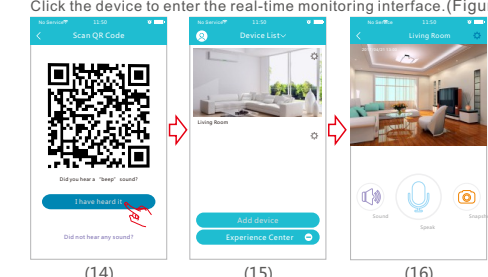 Click the device to enter the real-time monitoring interface.(Figur
No Service 11:50
Scan QR Code
Did you hear a "beep" sound?
I have heard it
Did not hear any sound?
(14)
No Service 11:50
Device List
Living Room
Add device
Experience Center
(15)
No Service 11:50
Living Room
Sound
Speak
Snapsho
(16)